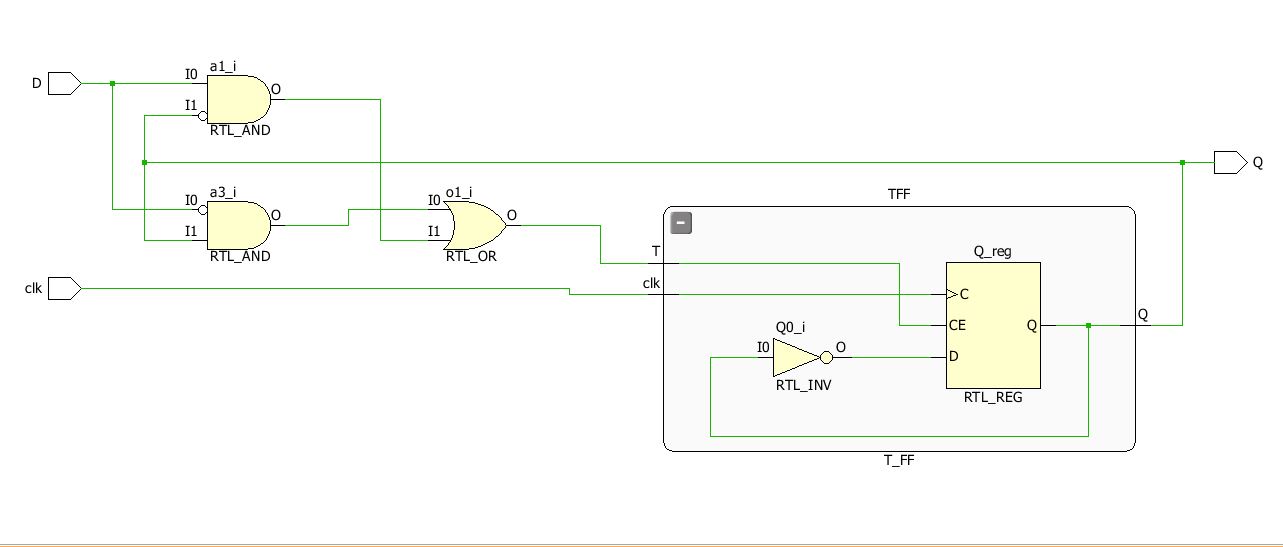 a1_i
D
I0
O
I1
RTL_AND
Q
a3_i
I0
O
I1
RTL_AND
o1_i
I0
O
I1
RTL_OR
TFF
T
clk
clk
Q_reg
C
CE
Q
Q
Q0_i
I0
O
D
RTL_INV
RTL_REG
T_FF